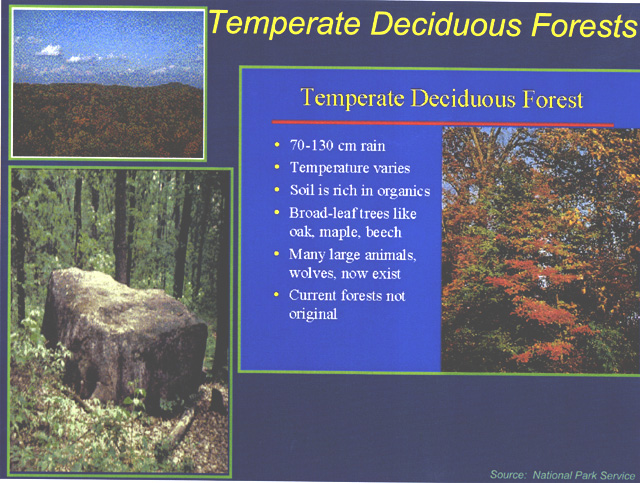 Temperate Deciduous Forests
Temperate Deciduous Forest
• 70-130 cm rain
• Temperature varies
• Soil is rich in organics
• Broad-leaf trees like
oak, maple, beech
• Many large animals,
wolves, now exist
• Current forests not
original
Source: National Park Service